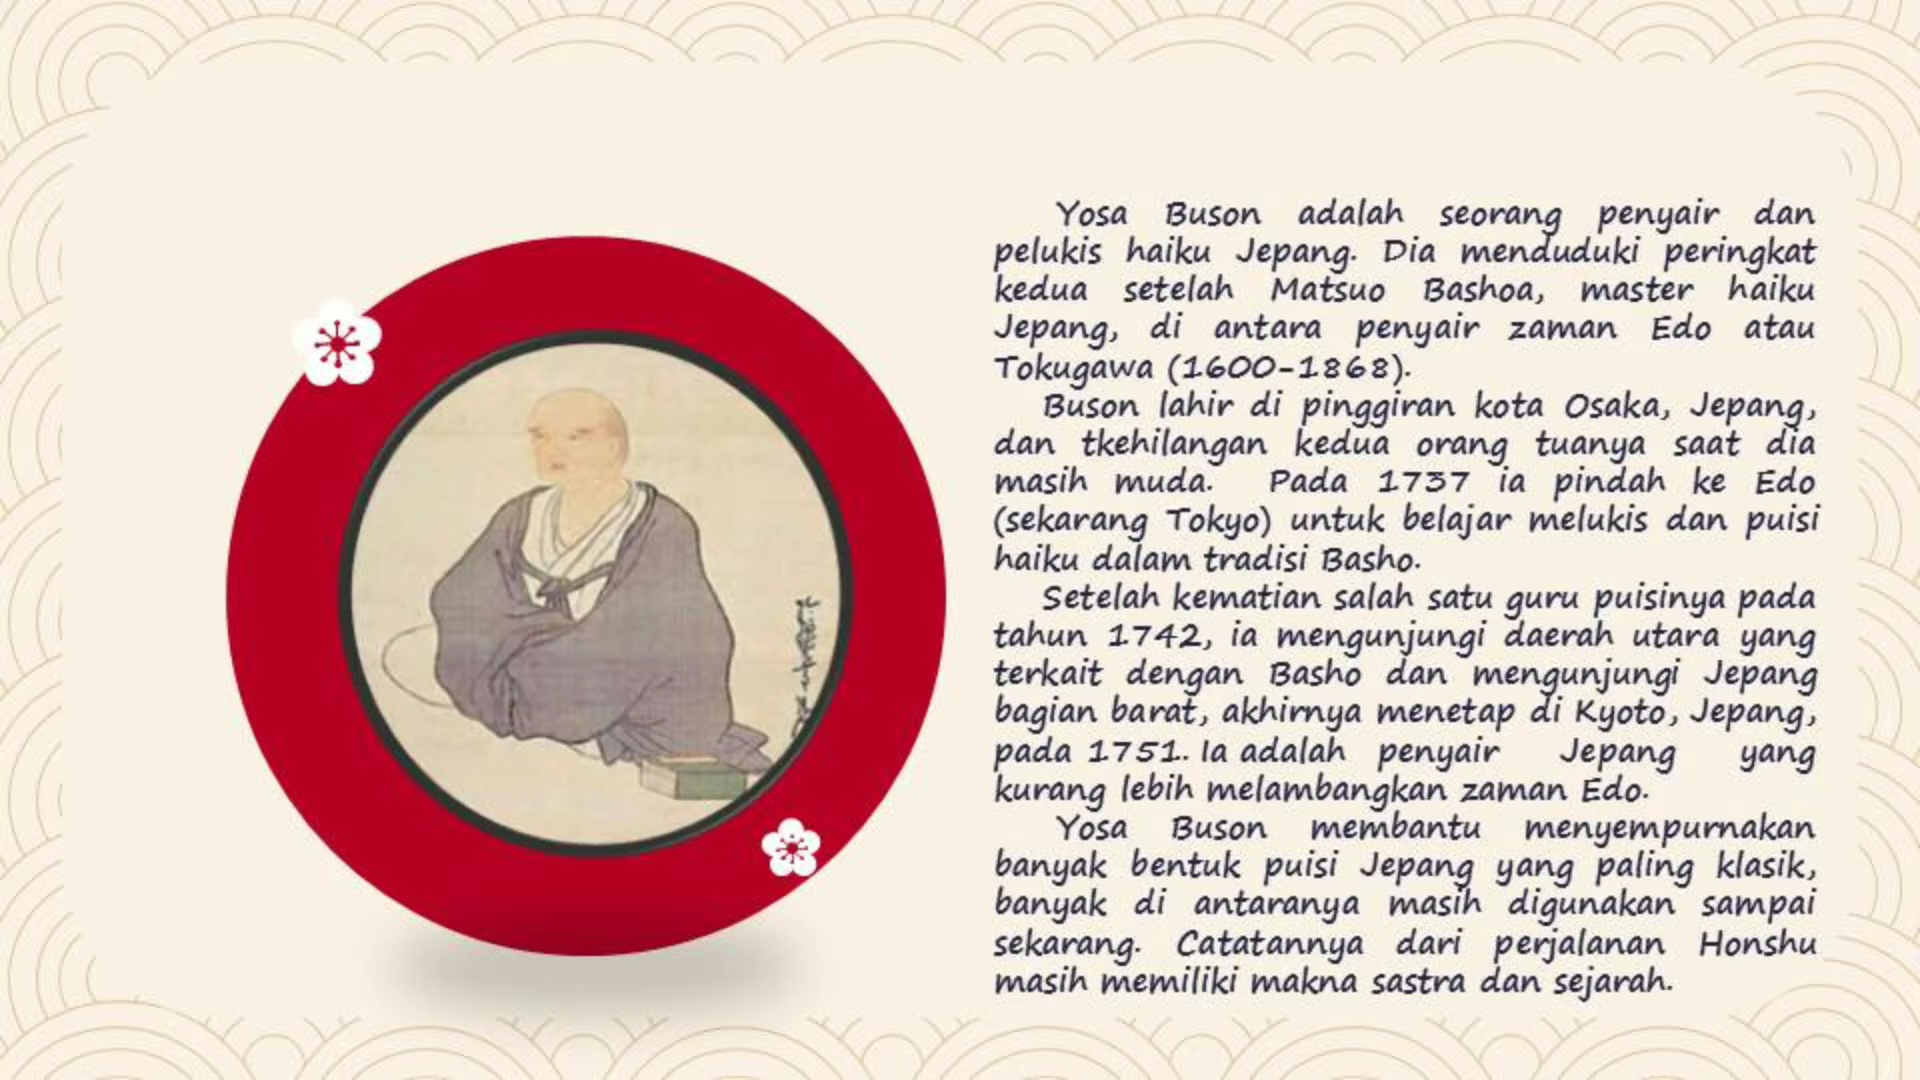 Yosa Buson adalah seorang penyair dan
pelukis haiku Jepang. Dia menduduki peringkat
kedua setelah Matsuo Bashoa, master haiku
Jepang, di antara penyair zaman Edo atau
Tokugawa (1600-1868).
Buson lahir di pinggiran kota Osaka, Jepang,
dan tkehilangan kedua orang tuanya saat dia
masih muda. Pada 1737 ia pindah ke Edo
(sekarang Tokyo) untuk belajar melukis dan puisi
haiku dalam tradisi Basho.
Setelah kematian salah satu guru puisinya pada
tahun 1742, ia mengunjungi daerah utara yang
terkait dengan Basho dan mengunjungi Jepang
bagian barat, akhirnya menetap di Kyoto, Jepang,
pada 1751. Ia adalah penyair Jepang yang
kurang lebih melambangkan zaman Edo.
Yosa Buson membantu menyempurnakan
banyak bentuk puisi Jepang yang paling klasik,
banyak di antaranya masih digunakan sampai
sekarang. Catatannya dari perjalanan Honshu
masih memiliki makna sastra dan sejarah.